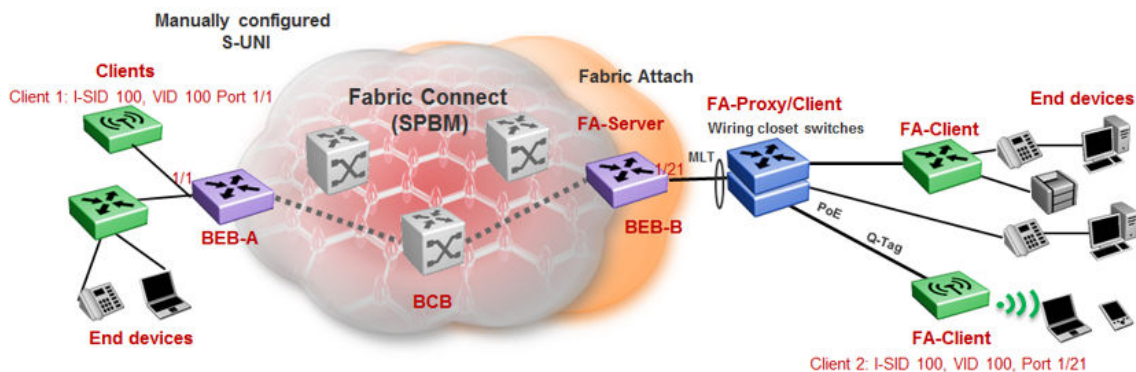 Manually configured
S-UNI
Clients
Client 1: I-SID 100, VID 100 Port 1/1
1/1
BEB-A
End devices
Fabric Connect
(SPBM)
BCB
Fabric Attach
FA-Server
1/21
BEB-B
MLT
FA-Proxy/Client
Wiring closet switches
PoE
Q-Tag
FA-Client
End devices
FA-Client
Client 2: I-SID 100, VID 100, Port 1/21